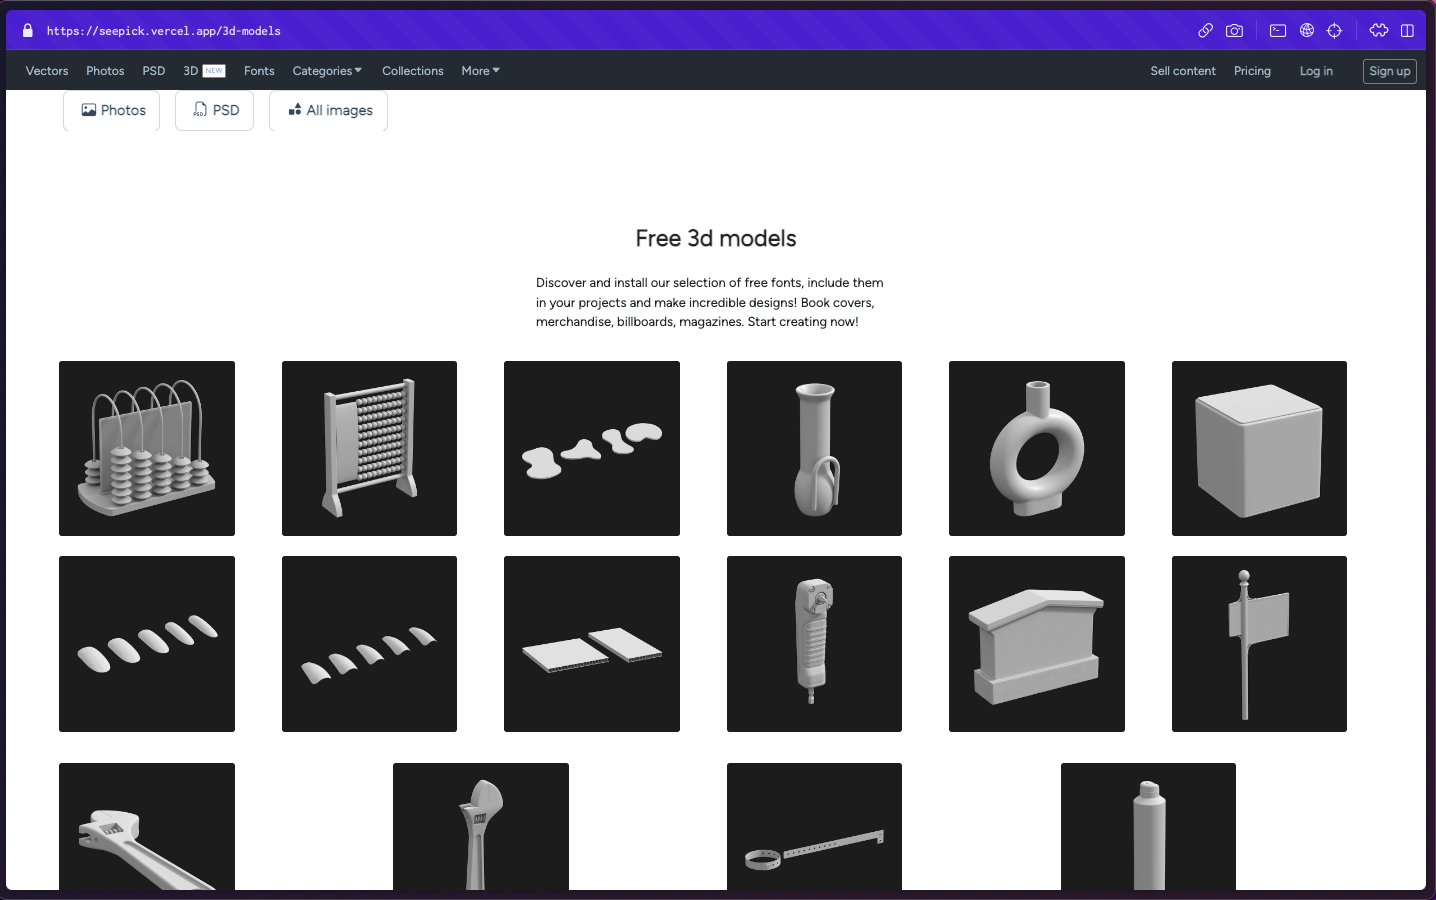 https://seepick.vercel.app/3d-models
Vectors Photos PSD 3D NEW Fonts Categories Collections More Sell content Pricing Log in Sign up
Photos PSD All images
Free 3d models
Discover and install our selection of free fonts, include them
in your projects and make incredible designs! Book covers,
merchandise, billboards, magazines. Start creating now!